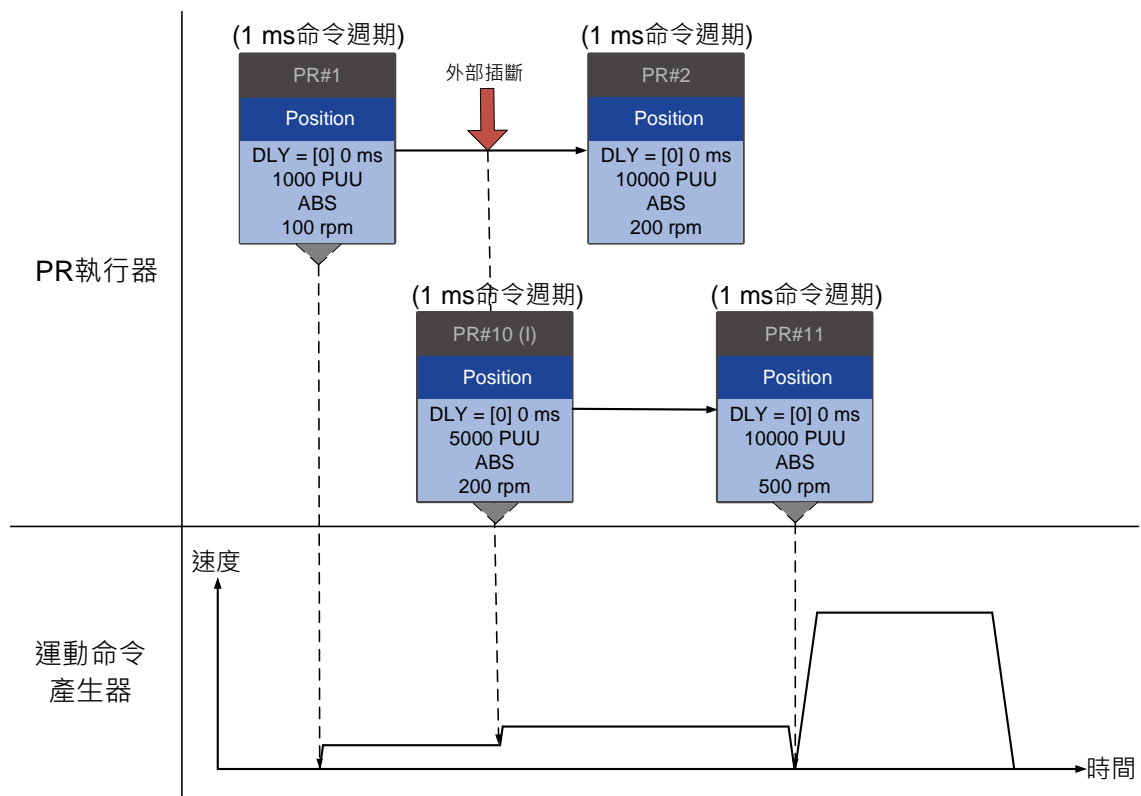 (1 ms命令週期)
PR#1
Position
DLY = [0] 0 ms
1000 PUU
ABS
100 rpm
外部插斷
(1 ms命令週期)
PR#2
Position
DLY = [0] 0 ms
10000 PUU
ABS
200 rpm
PR執行器
(1 ms命令週期)
PR#10 (I)
Position
DLY = [0] 0 ms
5000 PUU
ABS
200 rpm
(1 ms命令週期)
PR#11
Position
DLY = [0] 0 ms
10000 PUU
ABS
500 rpm
速度
運動命令
產生器
時間